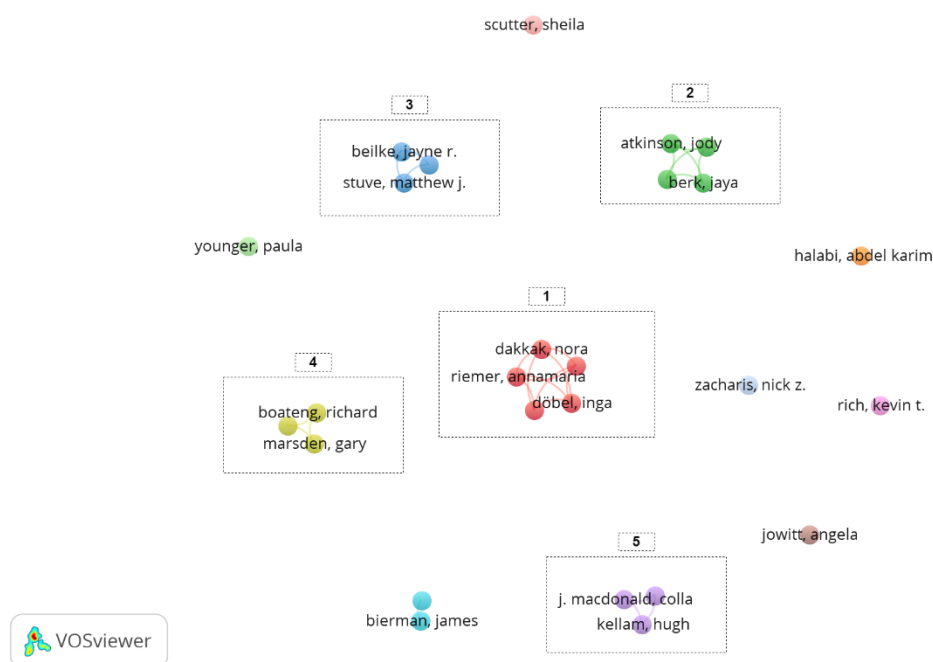 scutter, sheila
3
2
beilke, jayne r.
stuve, matthew j.
atkinson, jody
berk, jaya
younger, paula
halabi, abdel karim
1
dakkak, nora
riemer, annamaria
döbel, inga
4
boateng, richard
marsden, gary
zacharis, nick z.
rich, kevin t.
jowitt, angela
5
j. macdonald, colla
kellam, hugh
bierman, james
VOSviewer